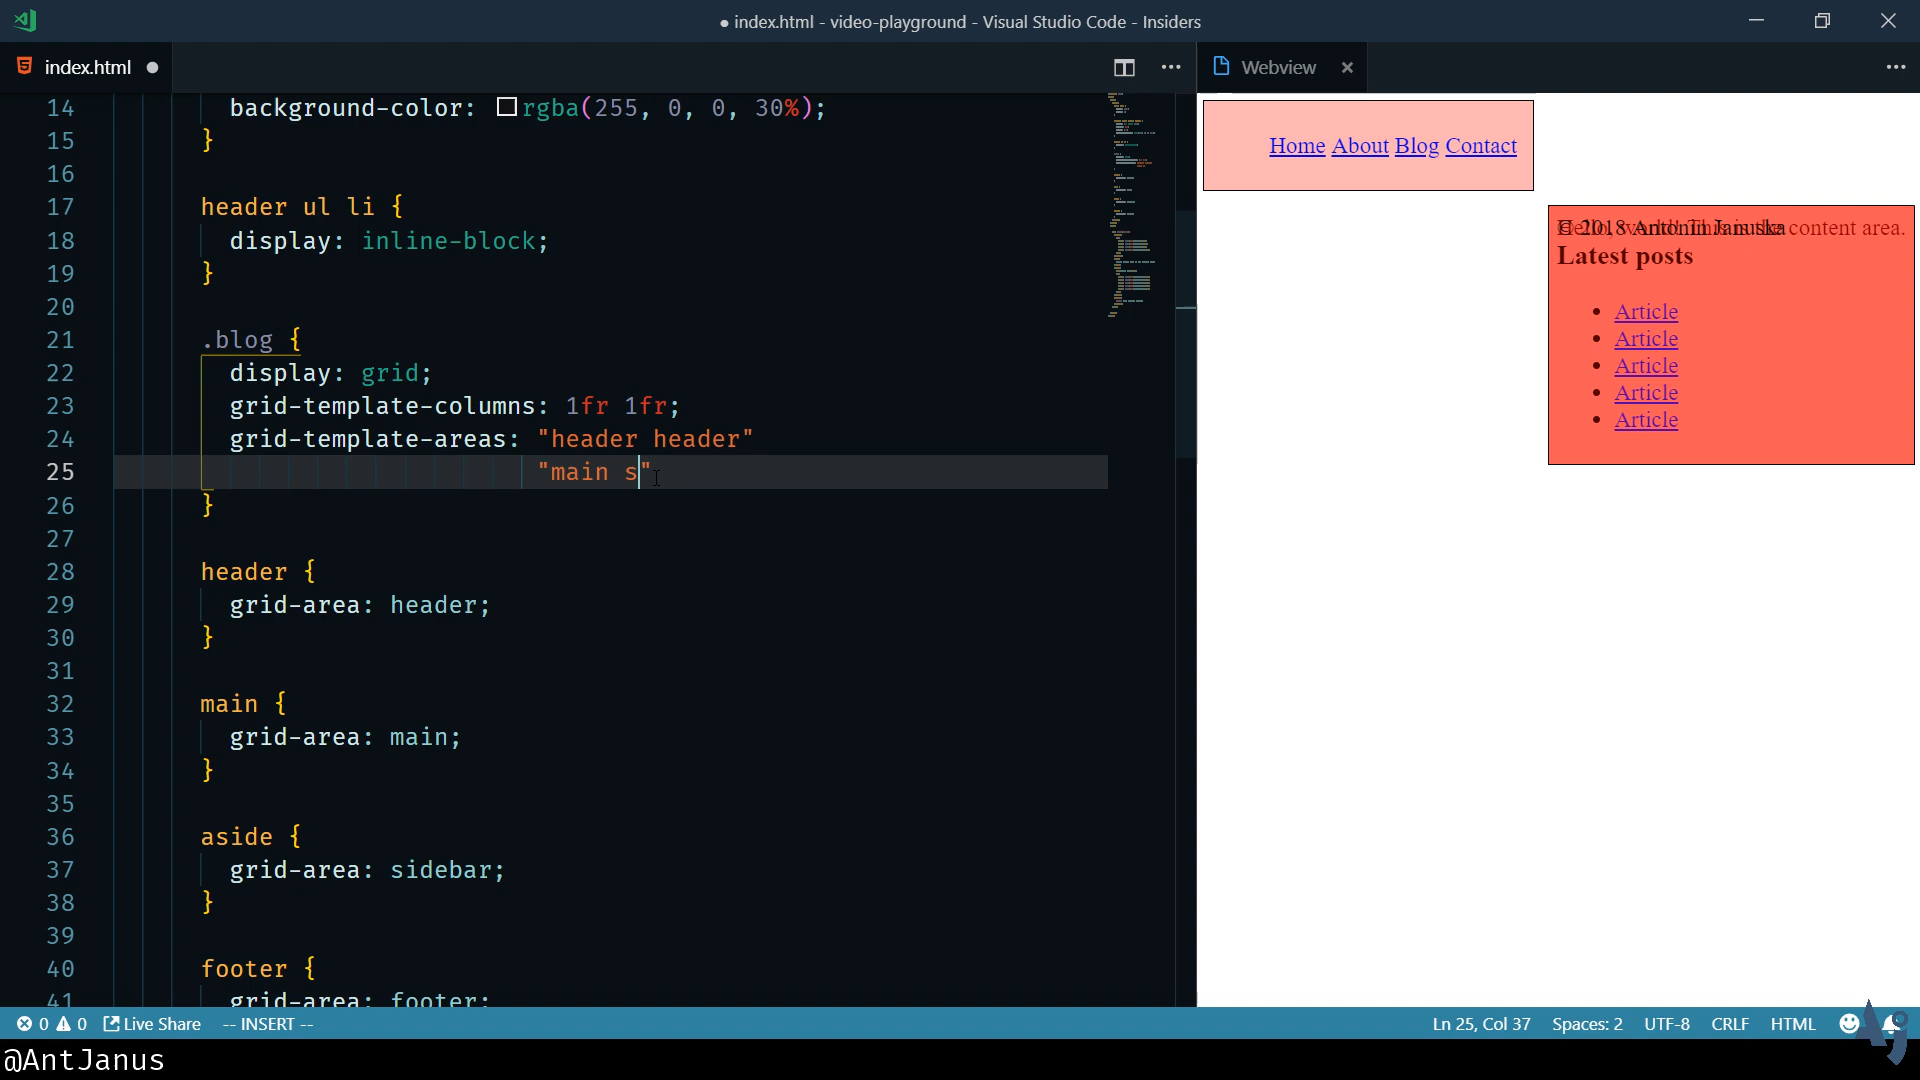 ● index.html - video-playground - Visual Studio Code - Insiders
index.html
Webview
14 background-color: rgba(255, 0, 0, 30%);
15 }
16
17 header ul li {
18 display: inline-block;
19 }
20
21 .blog {
22 display: grid;
23 grid-template-columns: 1fr 1fr;
24 grid-template-areas: "header header"
25 "main s"
26 }
27
28 header {
29 grid-area: header;
30 }
31
32 main {
33 grid-area: main;
34 }
35
36 aside {
37 grid-area: sidebar;
38 }
39
40 footer {
41 grid-area: footer;
Home About Blog Contact
© 2018 Antonin Januska content area.
Latest posts
Article
Article
Article
Article
Article
0 0 Live Share -- INSERT -- Ln 25, Col 37 Spaces: 2 UTF-8 CRLF HTML
@AntJanus